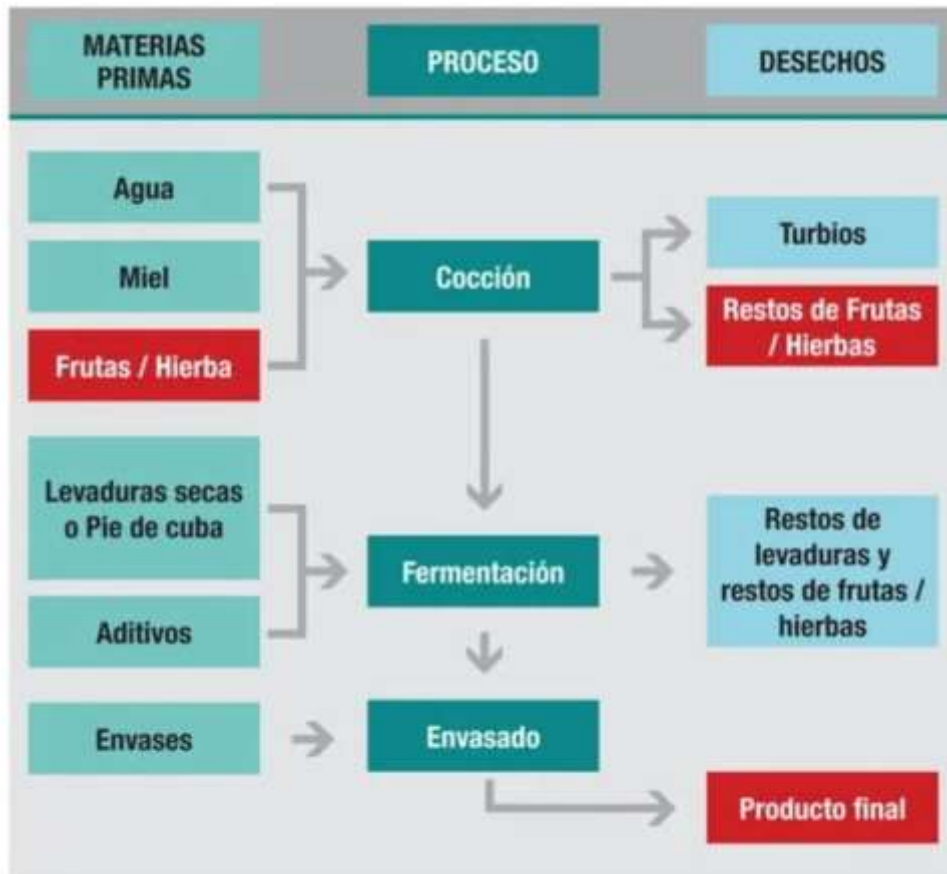 MATERIAS
PRIMAS
PROCESO
DESECHOS
Agua
Miel
Frutas / Hierba
Cocción
Turbios
Restos de Frutas
/ Hierbas
Levaduras secas
o Pie de cuba
Aditivos
Fermentación
Restos de
levaduras y
restos de frutas /
hierbas
Envases
Envasado
Producto final